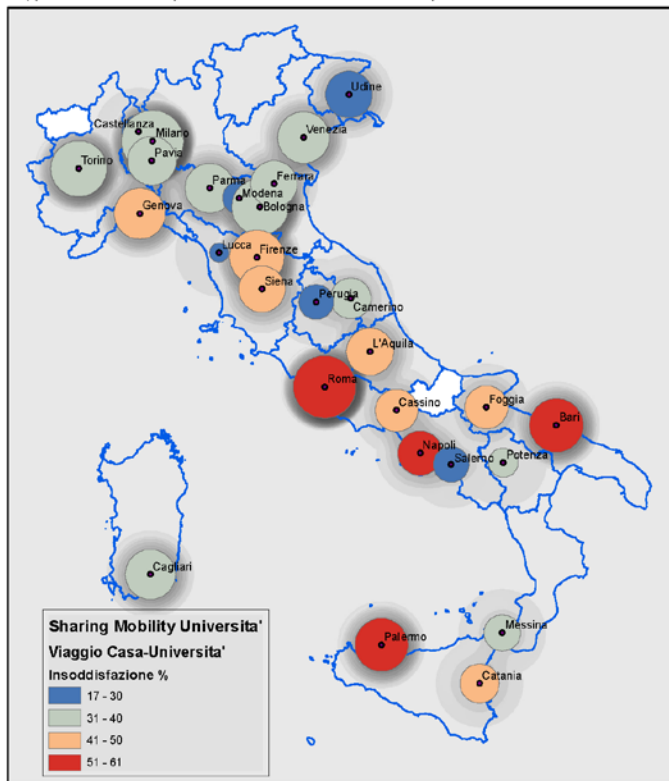 Udine
Venezia
Castellanza
Milano
Pavia
Torino
Ferrara
Parma
Modena
Bologna
Genova
Lucca
Firenze
Siena
Perugia
Camerino
L'Aquila
Roma
Cassino
Foggia
Bari
Napoli
Salerno
Potenza
Cagliari
Messina
Palermo
Catania
Sharing Mobility Universita'
Viaggio Casa-Universita'
Insoddisfazione %
17 - 30
31 - 40
41 - 50
51 - 61